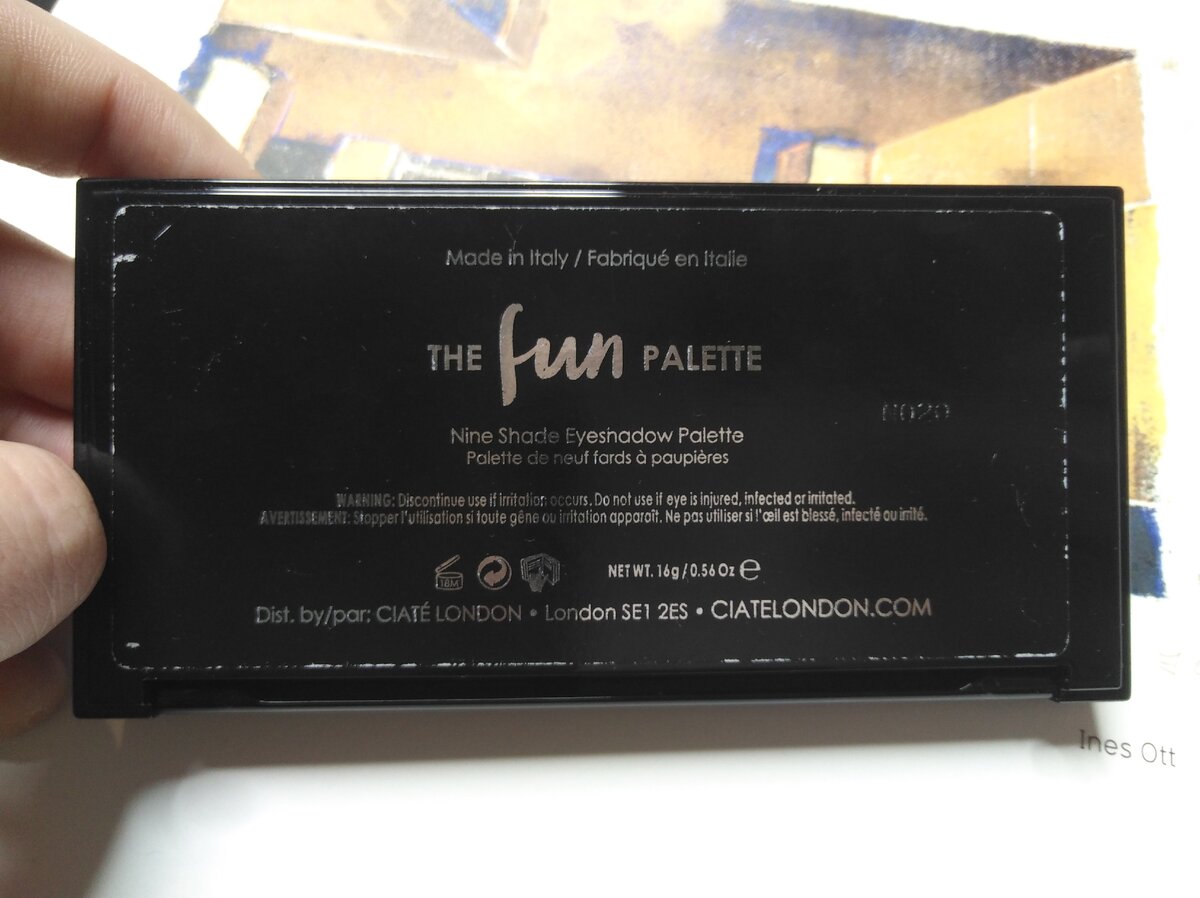 Made in Italy / Fabriqué en Italie
THE fun PALETTE
N020
Nine Shade Eyeshadow Palette
Palette de neuf fards à paupières
WARNING: Discontinue use if irritation occurs. Do not use if eye is injured, infected or irritated.
AVERTISSEMENT: Stopper l'utilisation si toute gêne ou irritation apparaît. Ne pas utiliser si l'œil est blessé, infecté ou irrité.
18M NET WT. 16g / 0.56 Oz e
Dist. by/par: CIATÉ LONDON • London SE1 2ES • CIATELONDON.COM
Ines Ott